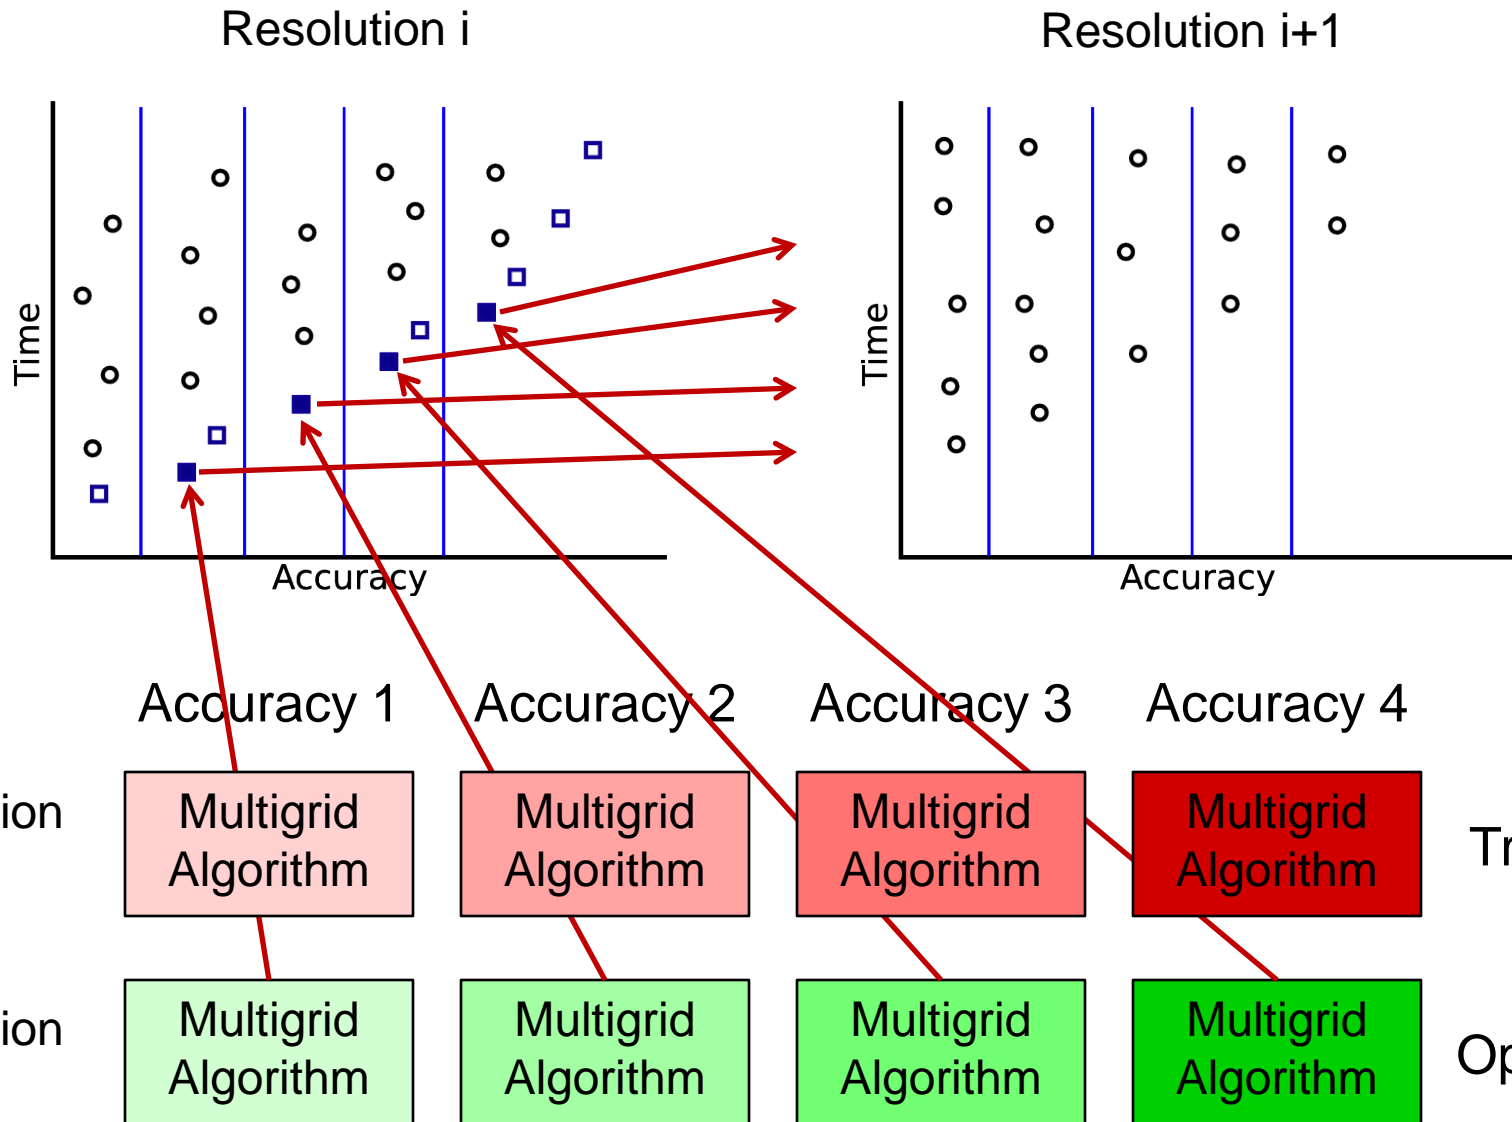 Resolution i
Resolution i+1
Time
Time
Accuracy
Accuracy
Accuracy 1
Accuracy 2
Accuracy 3
Accuracy 4
ion
Multigrid
Algorithm
Multigrid
Algorithm
Multigrid
Algorithm
Multigrid
Algorithm
Tr
ion
Multigrid
Algorithm
Multigrid
Algorithm
Multigrid
Algorithm
Multigrid
Algorithm
Op